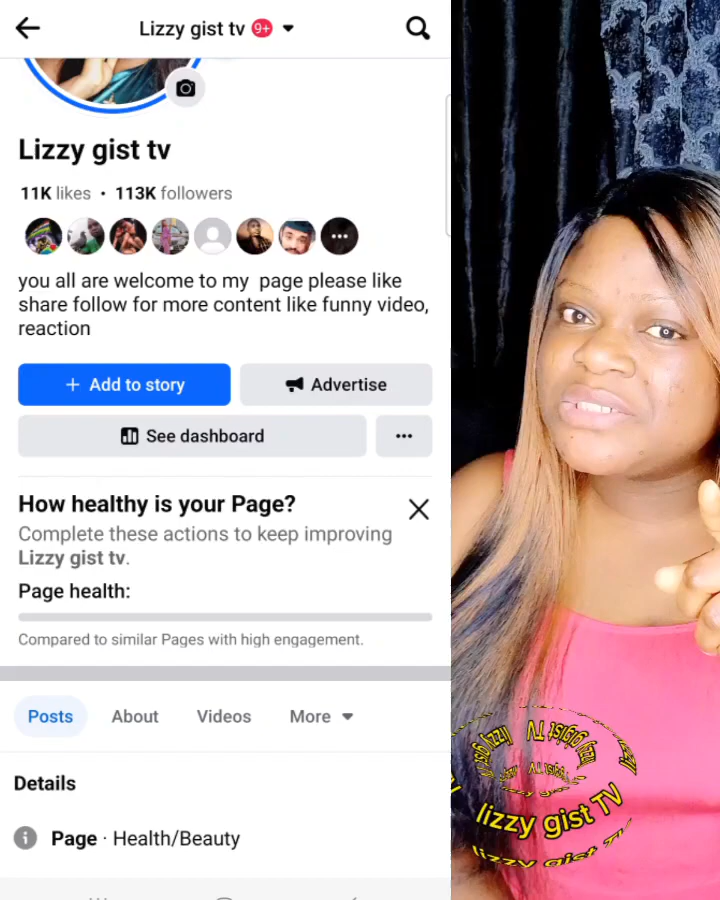 Lizzy gist tv 9+
Lizzy gist tv
11K likes • 113K followers
you all are welcome to my page please like
share follow for more content like funny video,
reaction
+ Add to story
Advertise
See dashboard
How healthy is your Page?
Complete these actions to keep improving
Lizzy gist tv.
Page health:
Compared to similar Pages with high engagement.
Posts
About
Videos
More
Details
Page · Health/Beauty
lizzy gist TV